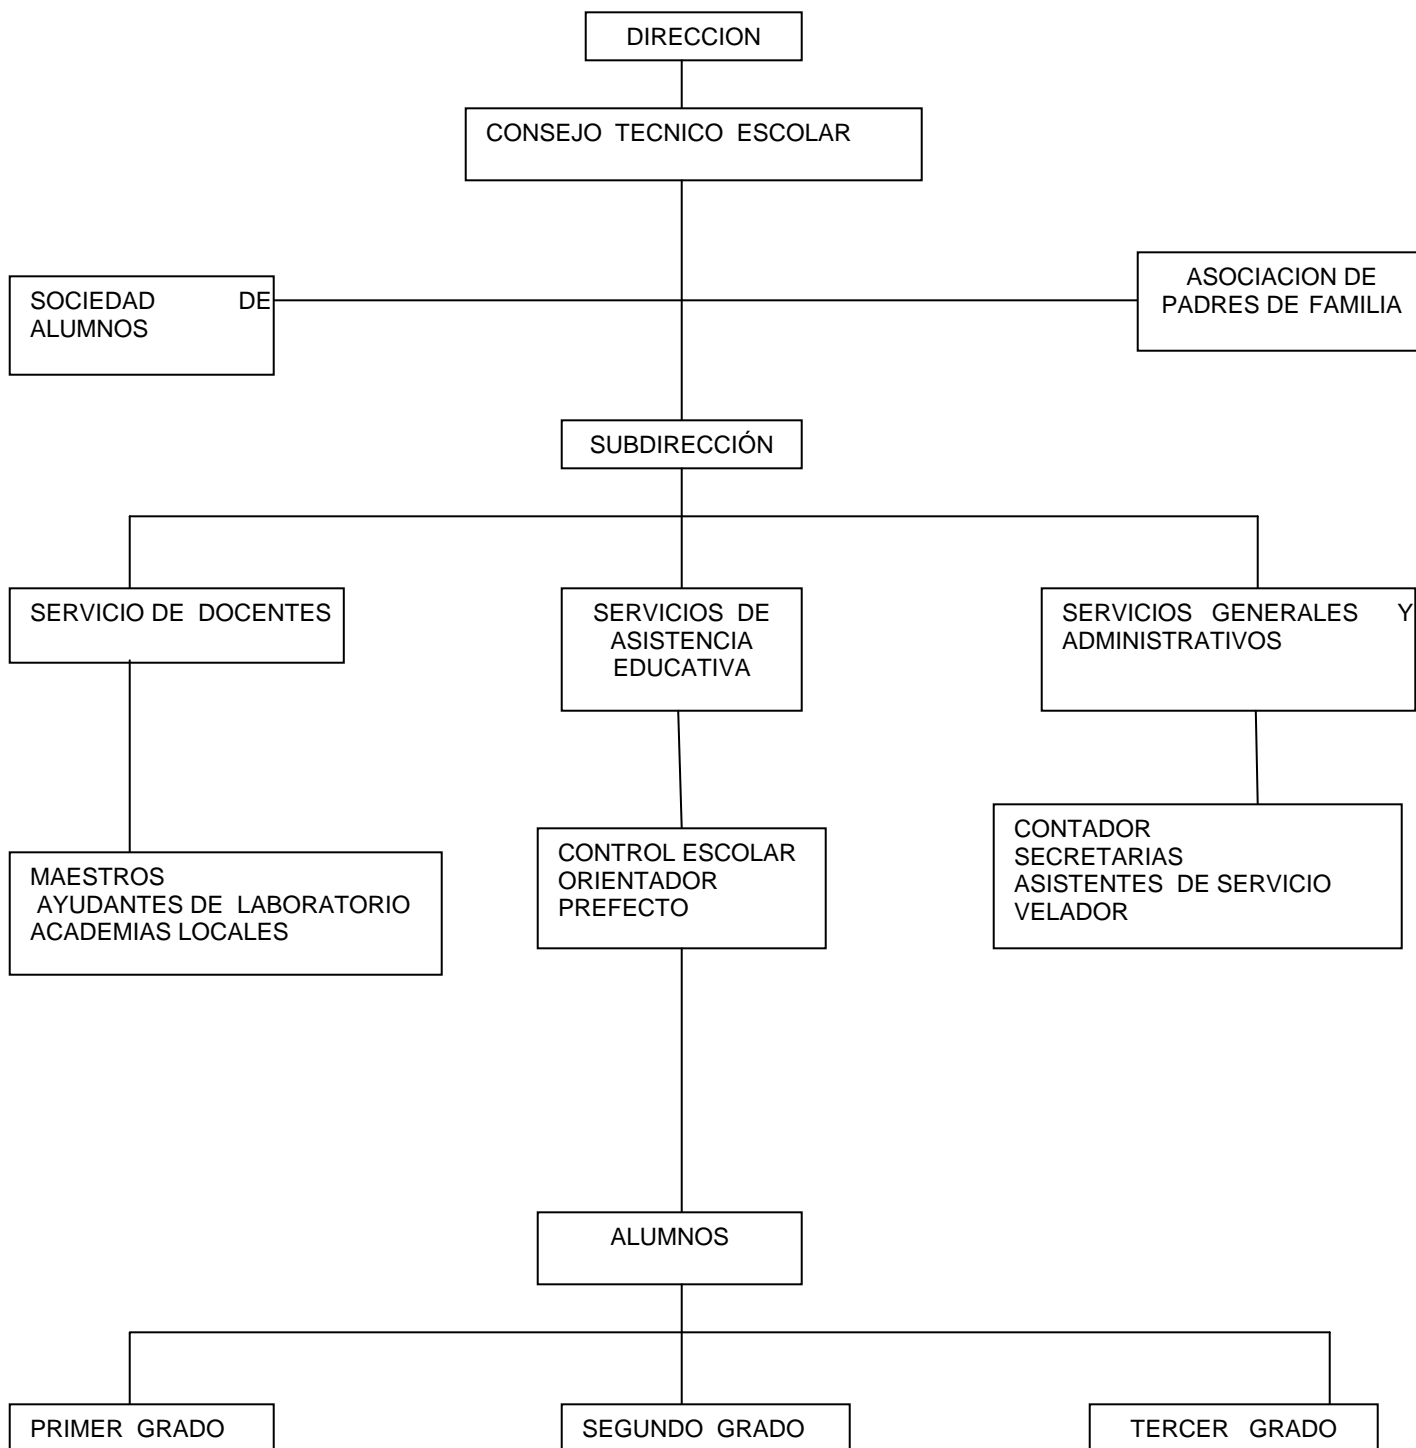 DIRECCION
CONSEJO TECNICO ESCOLAR
SOCIEDAD DE
ALUMNOS
ASOCIACION DE
PADRES DE FAMILIA
SUBDIRECCIÓN
SERVICIO DE DOCENTES
SERVICIOS DE
ASISTENCIA
EDUCATIVA
SERVICIOS GENERALES Y
ADMINISTRATIVOS
MAESTROS
AYUDANTES DE LABORATORIO
ACADEMIAS LOCALES
CONTROL ESCOLAR
ORIENTADOR
PREFECTO
CONTADOR
SECRETARIAS
ASISTENTES DE SERVICIO
VELADOR
ALUMNOS
PRIMER GRADO
SEGUNDO GRADO
TERCER GRADO